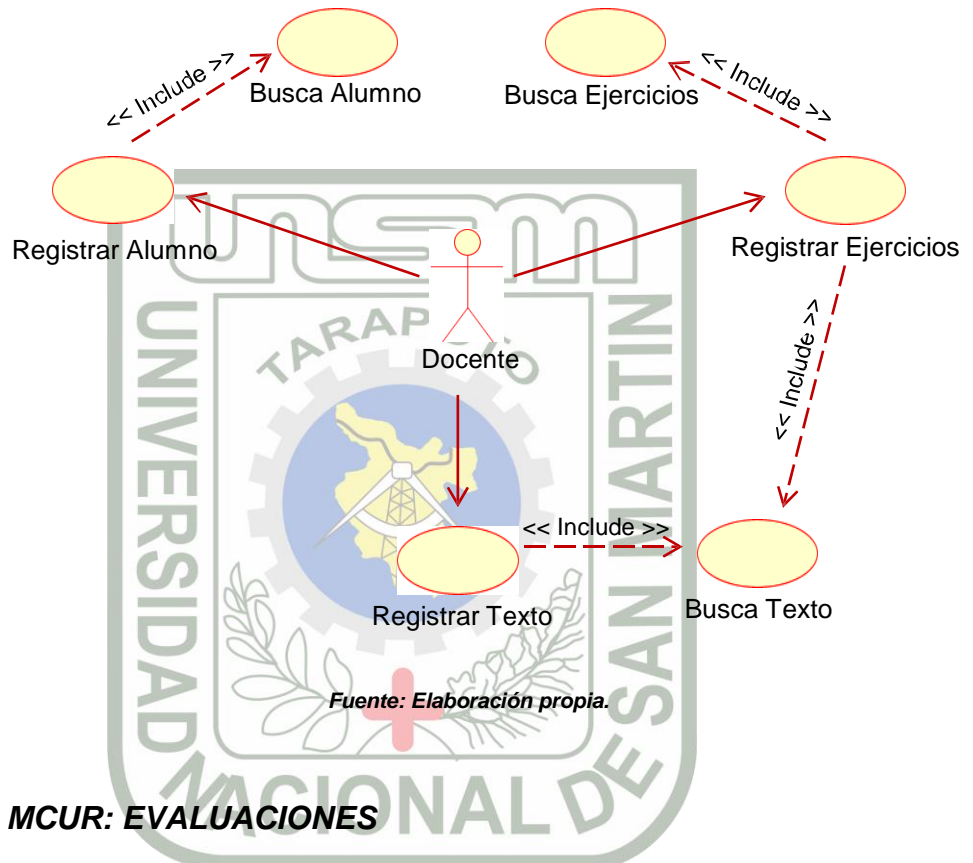 << Include >>
<< Include >>
Busca Alumno
Busca Ejercicios
Registrar Alumno
Registrar Ejercicios
Docente
<< Include >>
<< Include >>
Registrar Texto
Busca Texto
Fuente: Elaboración propia.
MCUR: EVALUACIONES
unsm
UNIVERSIDAD
NACIONAL DE
SAN MARTIN